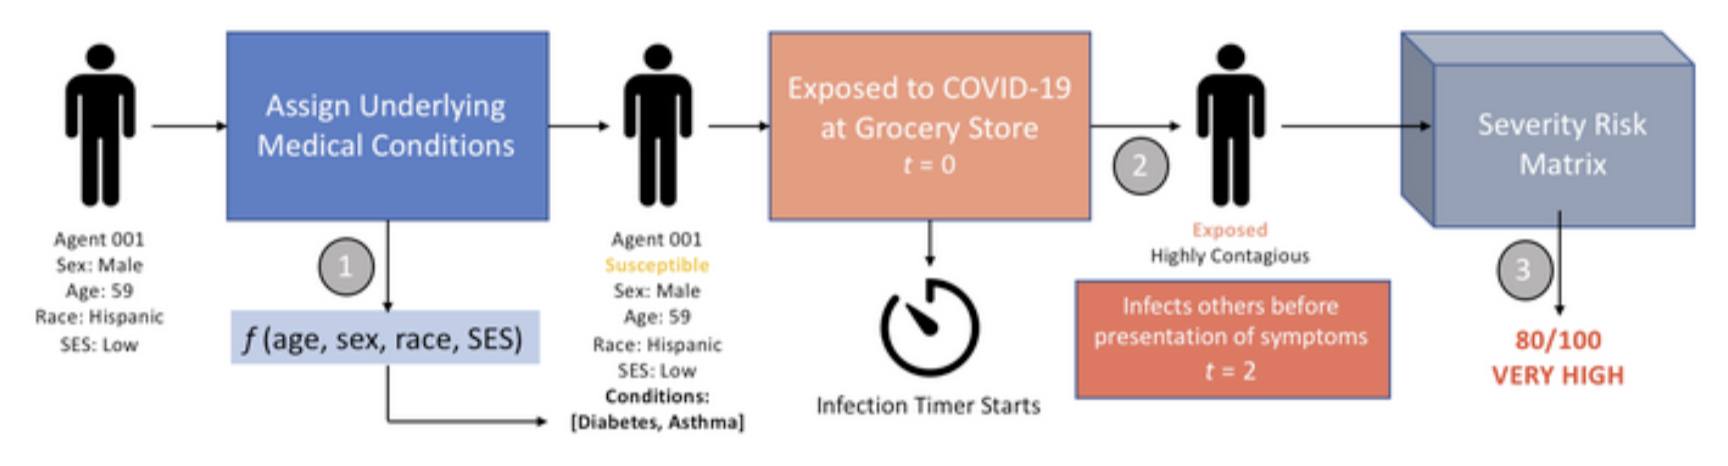 Agent 001
Sex: Male
Age: 59
Race: Hispanic
SES: Low
Assign Underlying
Medical Conditions
1
f (age, sex, race, SES)
Agent 001
Susceptible
Sex: Male
Age: 59
Race: Hispanic
SES: Low
Conditions:
[Diabetes, Asthma]
Exposed to COVID-19
at Grocery Store
t = 0
Infection Timer Starts
2
Exposed
Highly Contagious
Infects others before
presentation of symptoms
t = 2
Severity Risk
Matrix
3
80/100
VERY HIGH